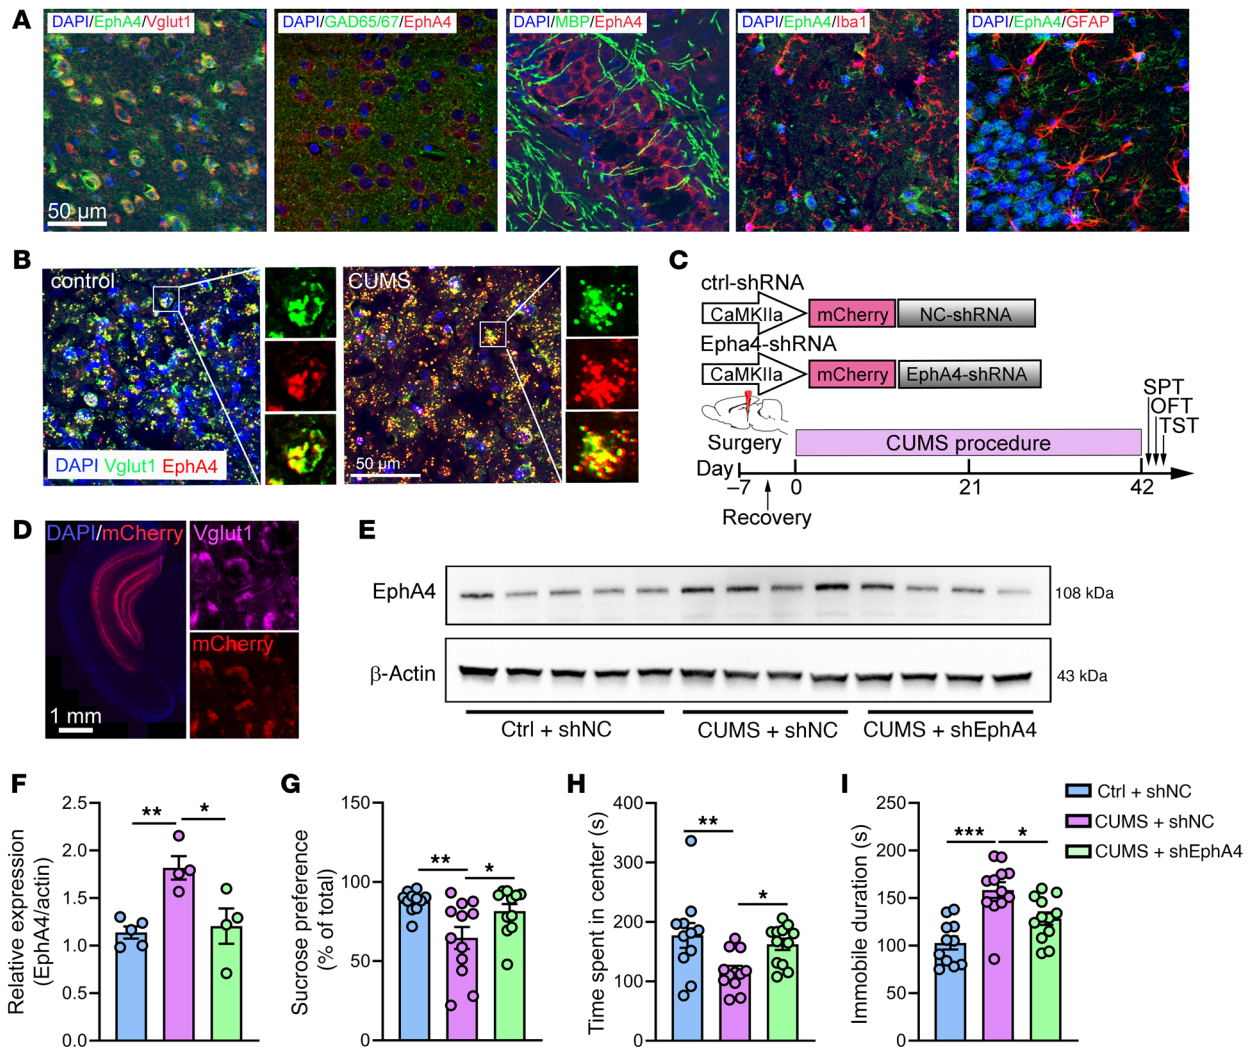 A
DAPI/EphA4/Vglut1
DAPI/GAD65/67/EphA4
DAPI/MBP/EphA4
DAPI/EphA4/Iba1
DAPI/EphA4/GFAP
50 µm
B
control
CUMS
DAPI Vglut1 EphA4
50 µm
C
ctrl-shRNA
CaMKIIa
mCherry
NC-shRNA
Epha4-shRNA
CaMKIIa
mCherry
EphA4-shRNA
SPT
OFT
TST
Surgery
CUMS procedure
Day
–7
0
21
42
Recovery
D
DAPI/mCherry
Vglut1
mCherry
1 mm
E
EphA4
108 kDa
β-Actin
43 kDa
Ctrl + shNC
CUMS + shNC
CUMS + shEphA4
F
Relative expression
(EphA4/actin)
2.5
2.0
1.5
1.0
0.5
0.0
**
*
G
Sucrose preference
(% of total)
150
100
50
0
**
*
H
Time spent in center (s)
400
300
200
100
0
**
*
I
Immobile duration (s)
250
200
150
100
50
0
***
*
Ctrl + shNC
CUMS + shNC
CUMS + shEphA4